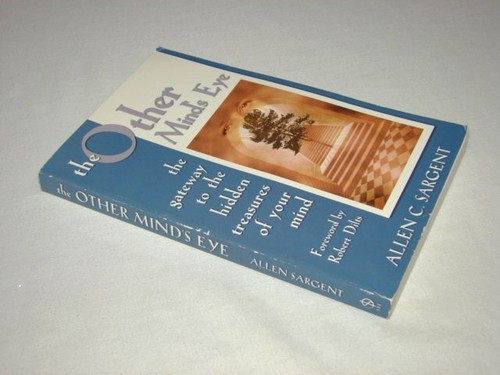 the Other
Mind's Eye
the
gateway
to the
hidden
treasures
of your
mind
Foreword by
Robert Dilts
ALLEN C. SARGENT
the OTHER MIND'S EYE
ALLEN SARGENT